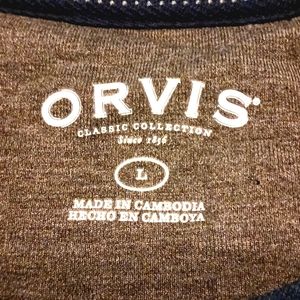 ORVIS®
CLASSIC COLLECTION
Since 1856
L
MADE IN CAMBODIA
HECHO EN CAMBOYA